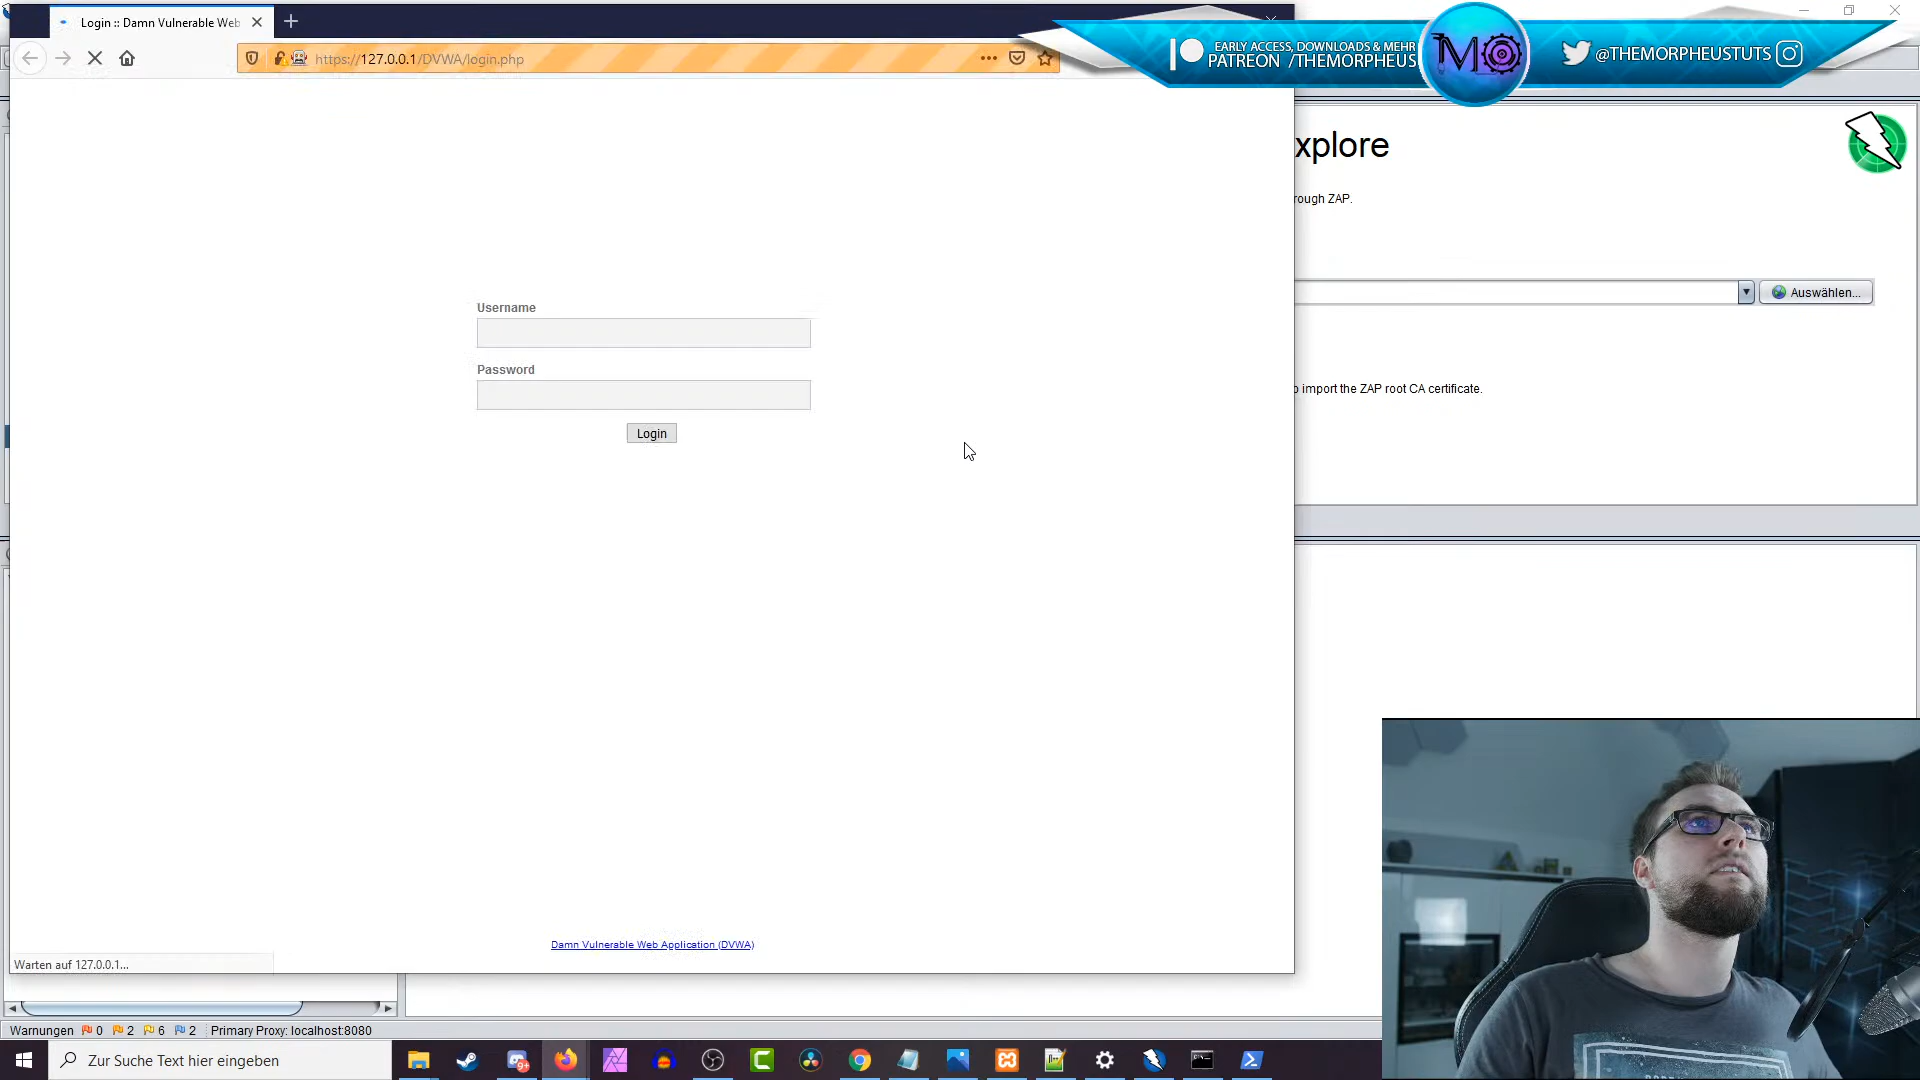 Login :: Damn Vulnerable Web
EARLY ACCESS, DOWNLOADS & MEHR
PATREON /THEMORPHEUS
MO
@THEMORPHEUSTUTS
https://127.0.0.1/DVWA/login.php
xplore
rough ZAP.
Auswählen...
Username
Password
Login
o import the ZAP root CA certificate.
Damn Vulnerable Web Application (DVWA)
Warten auf 127.0.0.1...
Warnungen 0 2 6 2 Primary Proxy: localhost:8080
Zur Suche Text hier eingeben